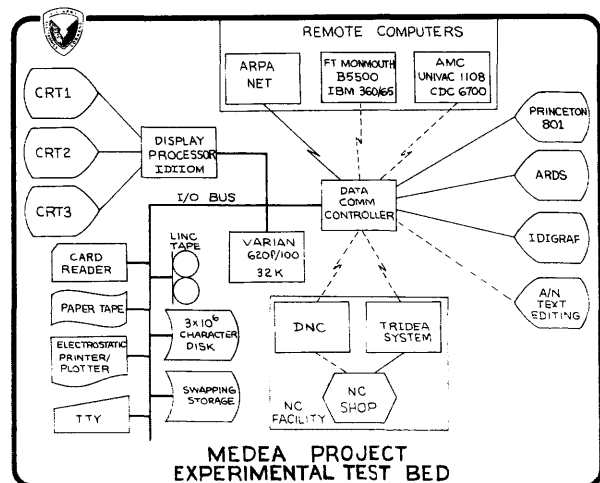 REMOTE COMPUTERS
ARPA
NET
FT MONMOUTH
B5500
IBM 360/65
AMC
UNIVAC 1108
CDC 6700
CRT1
CRT2
CRT3
DISPLAY
PROCESSOR
IDIIOM
I/O BUS
DATA
COMM
CONTROLLER
PRINCETON
801
ARDS
IDIGRAF
A/N
TEXT
EDITING
LINC
TAPE
VARIAN
620f/100
32K
CARD
READER
PAPER TAPE
ELECTROSTATIC
PRINTER/
PLOTTER
TTY
3x10⁶
CHARACTER
DISK
SWAPPING
STORAGE
DNC
TRIDEA
SYSTEM
NC
SHOP
NC
FACILITY
MEDEA PROJECT
EXPERIMENTAL TEST BED